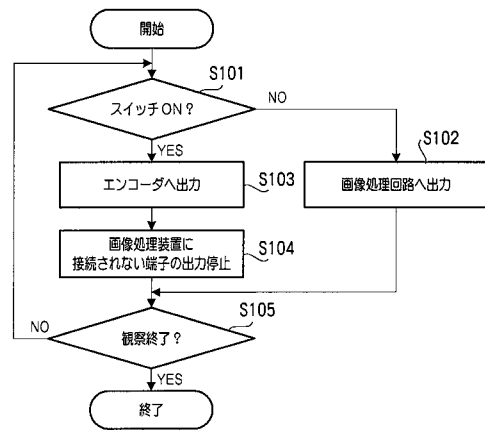 開始
S101
スイッチON?
NO
YES
S102
エンコーダへ出力
S103
画像処理回路へ出力
画像処理装置に
接続されない端子の出力停止
S104
S105
NO
観察終了?
YES
終了